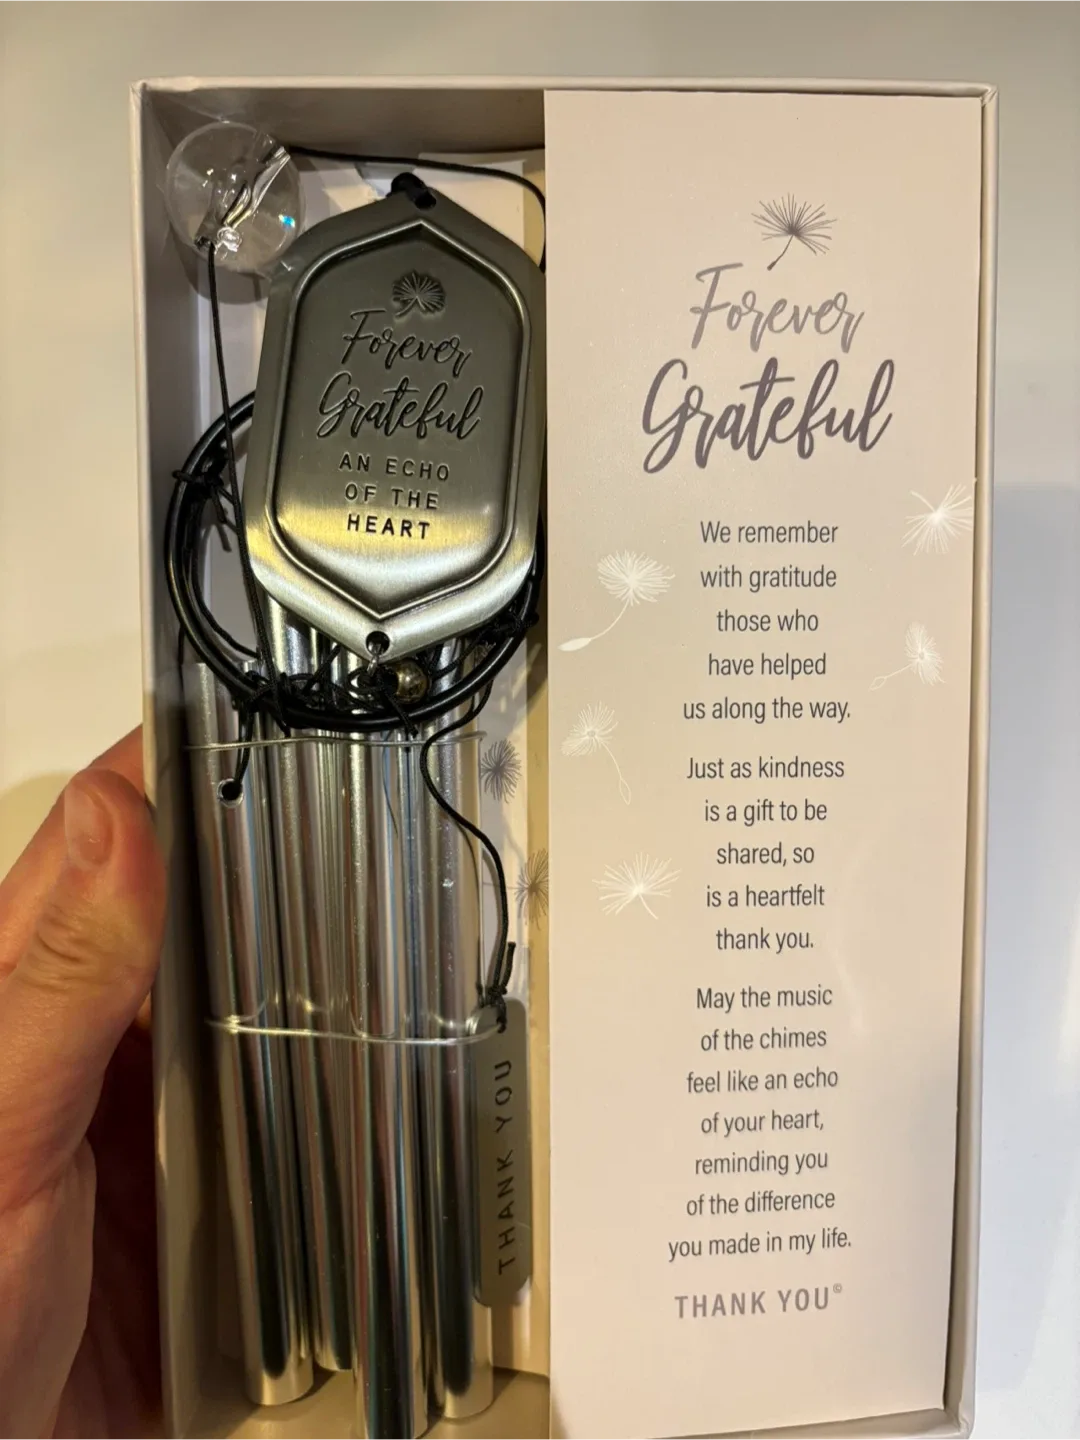 Forever
Grateful
AN ECHO
OF THE
HEART
THANK YOU
Forever
Grateful
We remember
with gratitude
those who
have helped
us along the way.
Just as kindness
is a gift to be
shared, so
is a heartfelt
thank you.
May the music
of the chimes
feel like an echo
of your heart,
reminding you
of the difference
you made in my life.
THANK YOU©